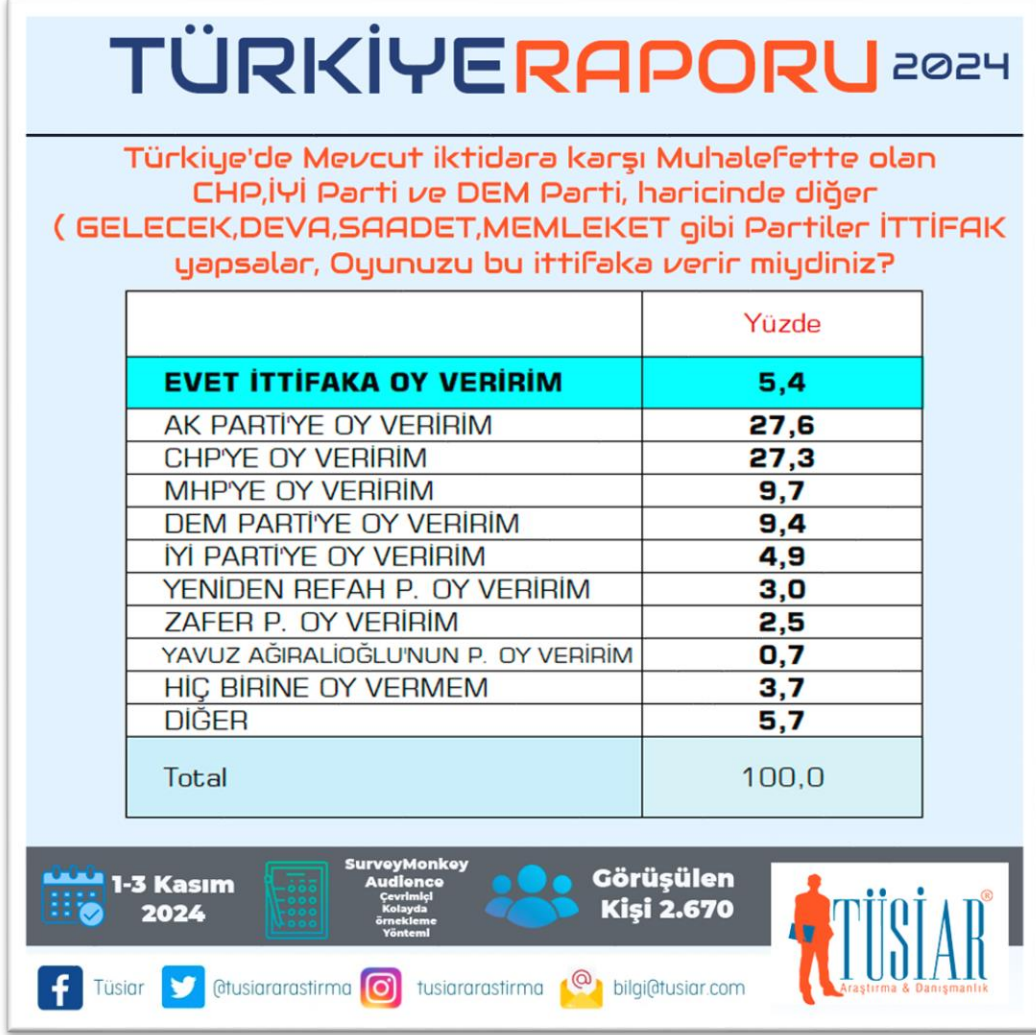 TÜRKİYERAPORU 2024
Türkiye'de Mevcut iktidara karşı Muhalefette olan
CHP,İYİ Parti ve DEM Parti, haricinde diğer
( GELECEK,DEVA,SAADET,MEMLEKET gibi Partiler İTTİFAK
yapsalar, Oyunuzu bu ittifaka verir miydiniz?
Yüzde
EVET İTTİFAKA OY VERİRİM 5,4
AK PARTİ'YE OY VERİRİM 27,6
CHP'YE OY VERİRİM 27,3
MHP'YE OY VERİRİM 9,7
DEM PARTİ'YE OY VERİRİM 9,4
İYİ PARTİ'YE OY VERİRİM 4,9
YENİDEN REFAH P. OY VERİRİM 3,0
ZAFER P. OY VERİRİM 2,5
YAVUZ AĞIRALİOĞLU'NUN P. OY VERİRİM 0,7
HİÇ BİRİNE OY VERMEM 3,7
DİĞER 5,7
Total 100,0
1-3 Kasım
2024
SurveyMonkey
Audience
Çevrimiçi
Kolayda
örnekleme
Yöntemi
Görüşülen
Kişi 2.670
TÜSİAR®
Araştırma & Danışmanlık
Tüsiar
@tusiararastirma
tusiararastirma
bilgi@tusiar.com